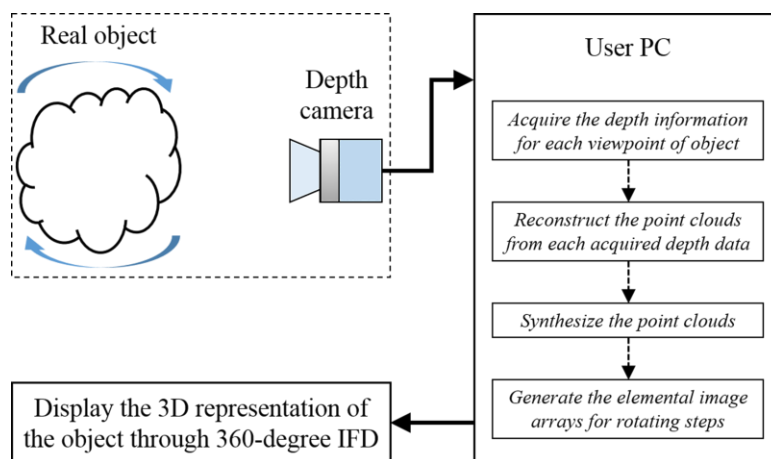 Real object
Depth
camera
User PC
Acquire the depth information
for each viewpoint of object
Reconstruct the point clouds
from each acquired depth data
Synthesize the point clouds
Generate the elemental image
arrays for rotating steps
Display the 3D representation of
the object through 360-degree IFD